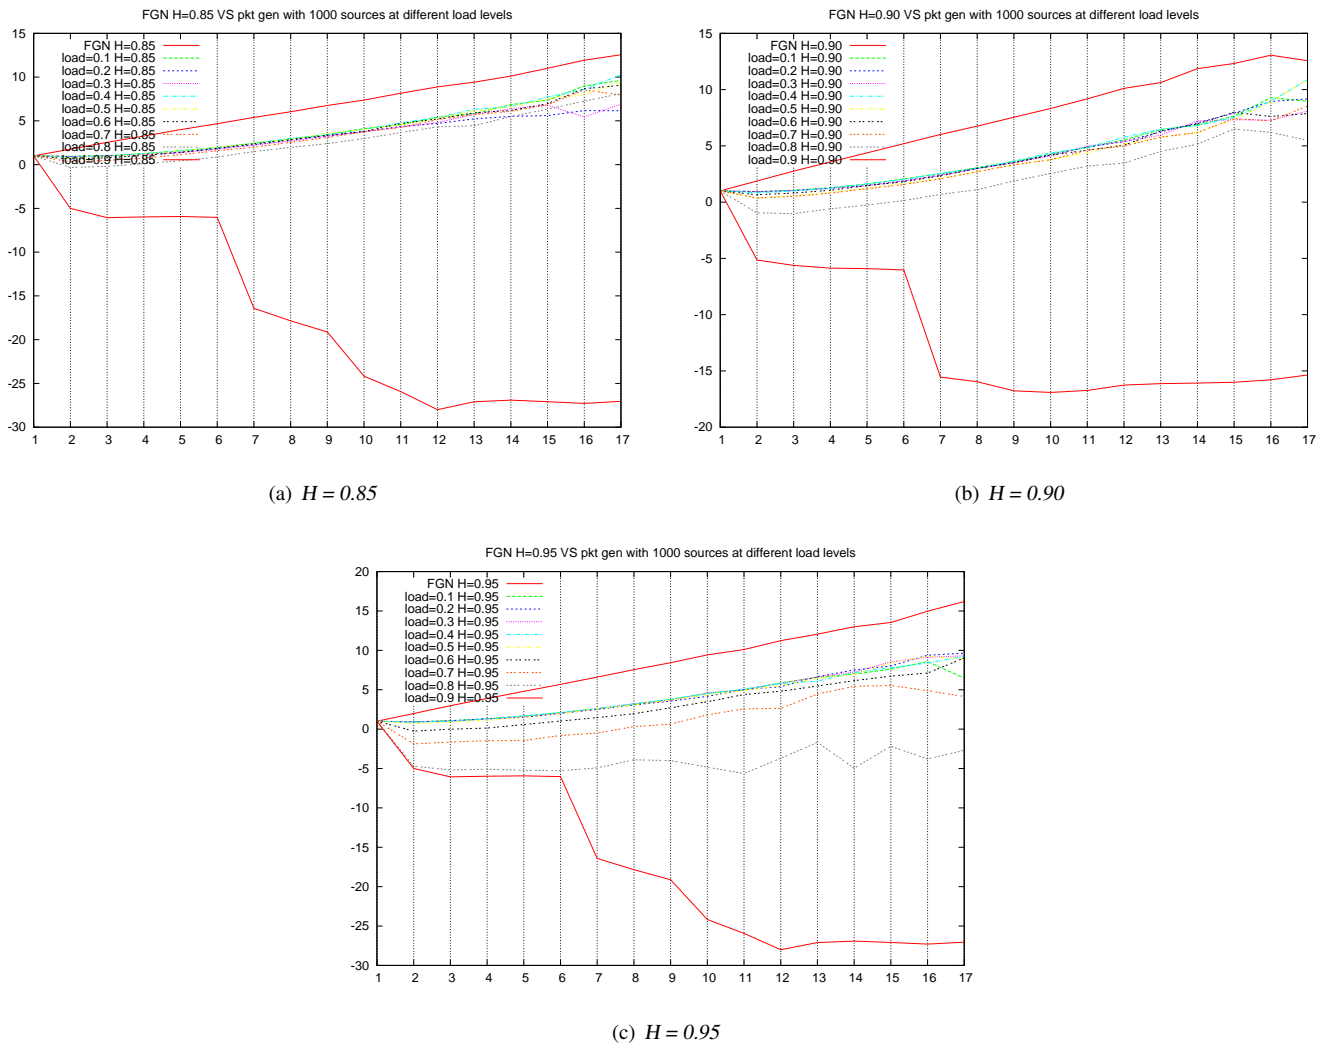 FGN H=0.85 VS pkt gen with 1000 sources at different load levels
15
10
5
0
-5
-10
-15
-20
-25
-30
FGN H=0.85
load=0.1 H=0.85
load=0.2 H=0.85
load=0.3 H=0.85
load=0.4 H=0.85
load=0.5 H=0.85
load=0.6 H=0.85
load=0.7 H=0.85
load=0.8 H=0.85
load=0.9 H=0.85
1 2 3 4 5 6 7 8 9 10 11 12 13 14 15 16 17
(a) H = 0.85
FGN H=0.90 VS pkt gen with 1000 sources at different load levels
15
10
5
0
-5
-10
-15
-20
FGN H=0.90
load=0.1 H=0.90
load=0.2 H=0.90
load=0.3 H=0.90
load=0.4 H=0.90
load=0.5 H=0.90
load=0.6 H=0.90
load=0.7 H=0.90
load=0.8 H=0.90
load=0.9 H=0.90
1 2 3 4 5 6 7 8 9 10 11 12 13 14 15 16 17
(b) H = 0.90
FGN H=0.95 VS pkt gen with 1000 sources at different load levels
20
15
10
5
0
-5
-10
-15
-20
-25
-30
FGN H=0.95
load=0.1 H=0.95
load=0.2 H=0.95
load=0.3 H=0.95
load=0.4 H=0.95
load=0.5 H=0.95
load=0.6 H=0.95
load=0.7 H=0.95
load=0.8 H=0.95
load=0.9 H=0.95
1 2 3 4 5 6 7 8 9 10 11 12 13 14 15 16 17
(c) H = 0.95